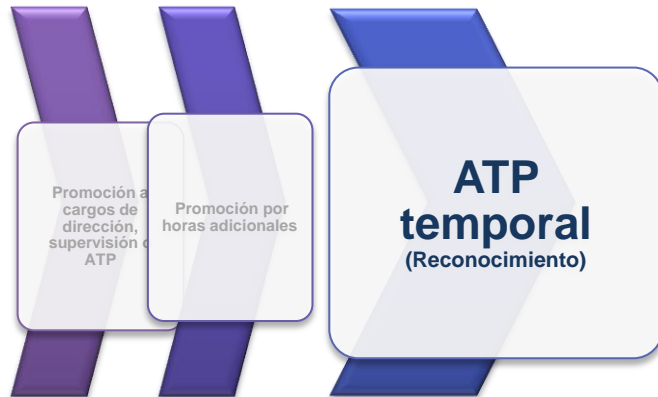 Promoción a
cargos de
dirección,
supervisión o
ATP
Promoción por
horas adicionales
ATP
temporal
(Reconocimiento)